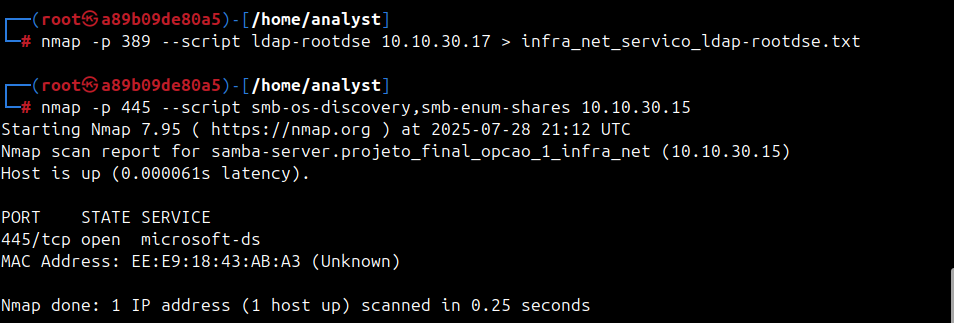 ┌──(root㉿a89b09de80a5)-[/home/analyst]
└─# nmap -p 389 --script ldap-rootdse 10.10.30.17 > infra_net_servico_ldap-rootdse.txt
┌──(root㉿a89b09de80a5)-[/home/analyst]
└─# nmap -p 445 --script smb-os-discovery,smb-enum-shares 10.10.30.15
Starting Nmap 7.95 ( https://nmap.org ) at 2025-07-28 21:12 UTC
Nmap scan report for samba-server.projeto_final_opcao_1_infra_net (10.10.30.15)
Host is up (0.000061s latency).
PORT    STATE SERVICE
445/tcp open  microsoft-ds
MAC Address: EE:E9:18:43:AB:A3 (Unknown)
Nmap done: 1 IP address (1 host up) scanned in 0.25 seconds